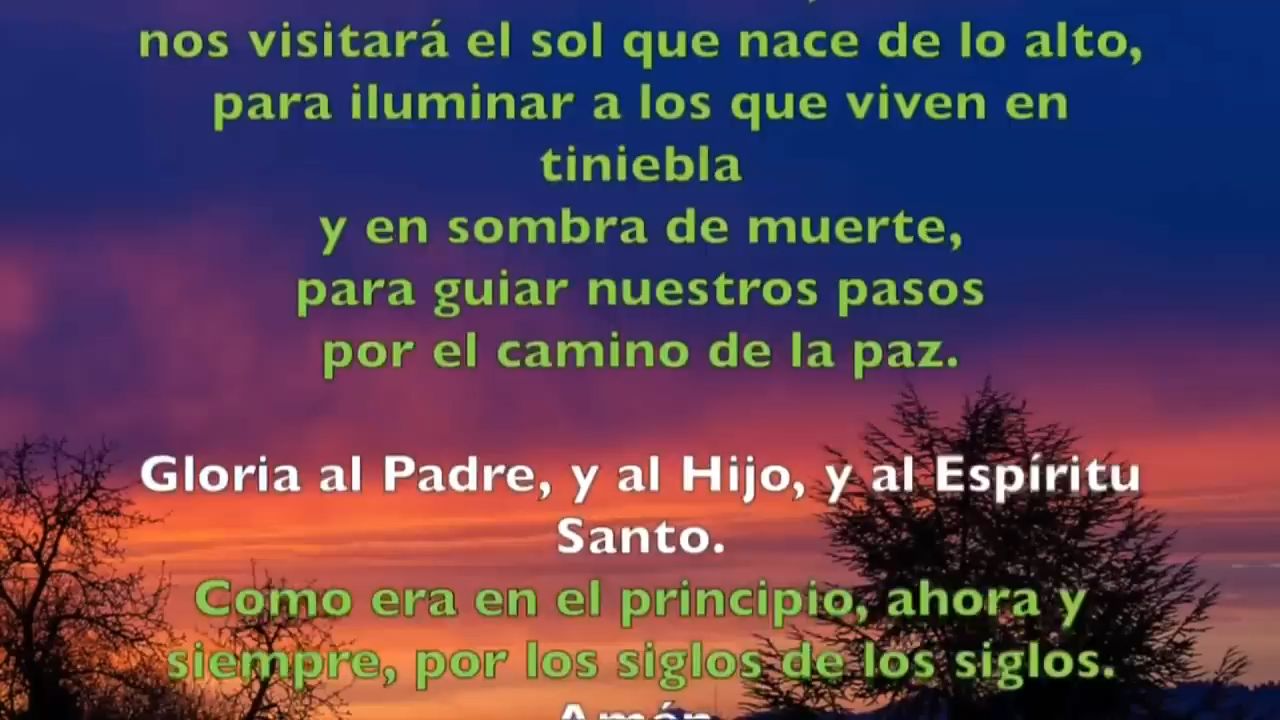 nos visitará el sol que nace de lo alto,
para iluminar a los que viven en
tiniebla
y en sombra de muerte,
para guiar nuestros pasos
por el camino de la paz.
Gloria al Padre, y al Hijo, y al Espíritu
Santo.
Como era en el principio, ahora y
siempre, por los siglos de los siglos.
Amén